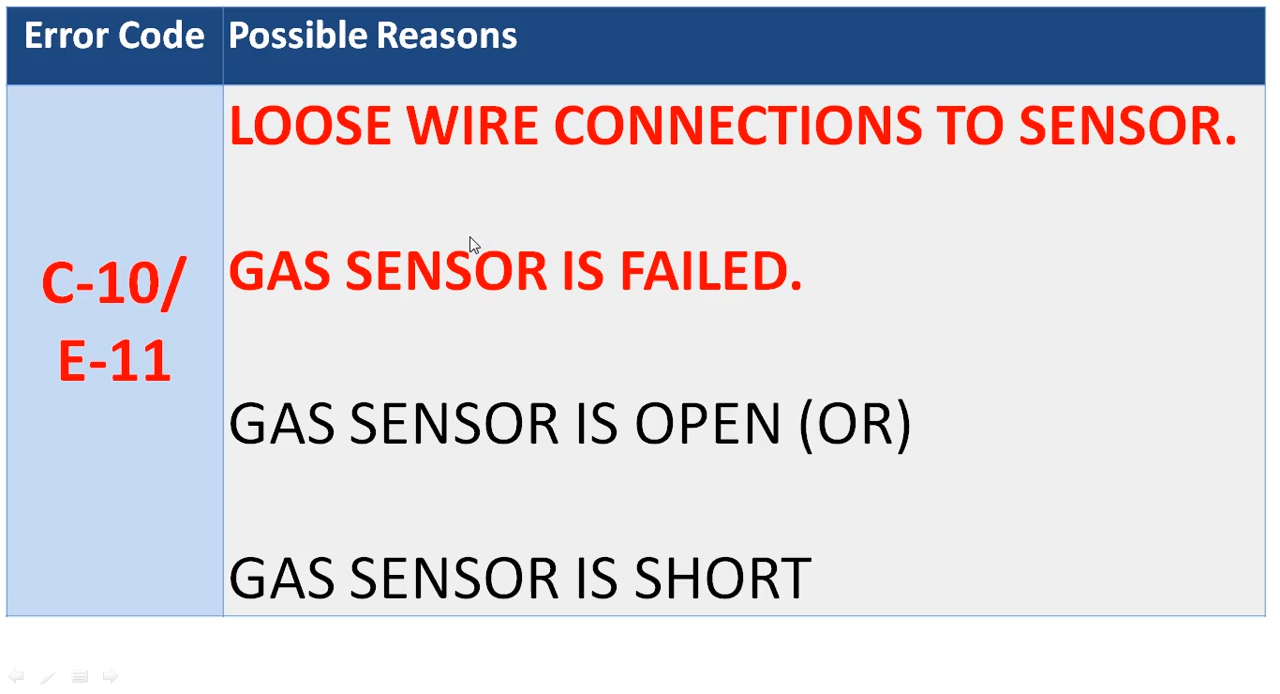 Error Code Possible Reasons
LOOSE WIRE CONNECTIONS TO SENSOR.
C-10/
E-11
GAS SENSOR IS FAILED.
GAS SENSOR IS OPEN (OR)
GAS SENSOR IS SHORT